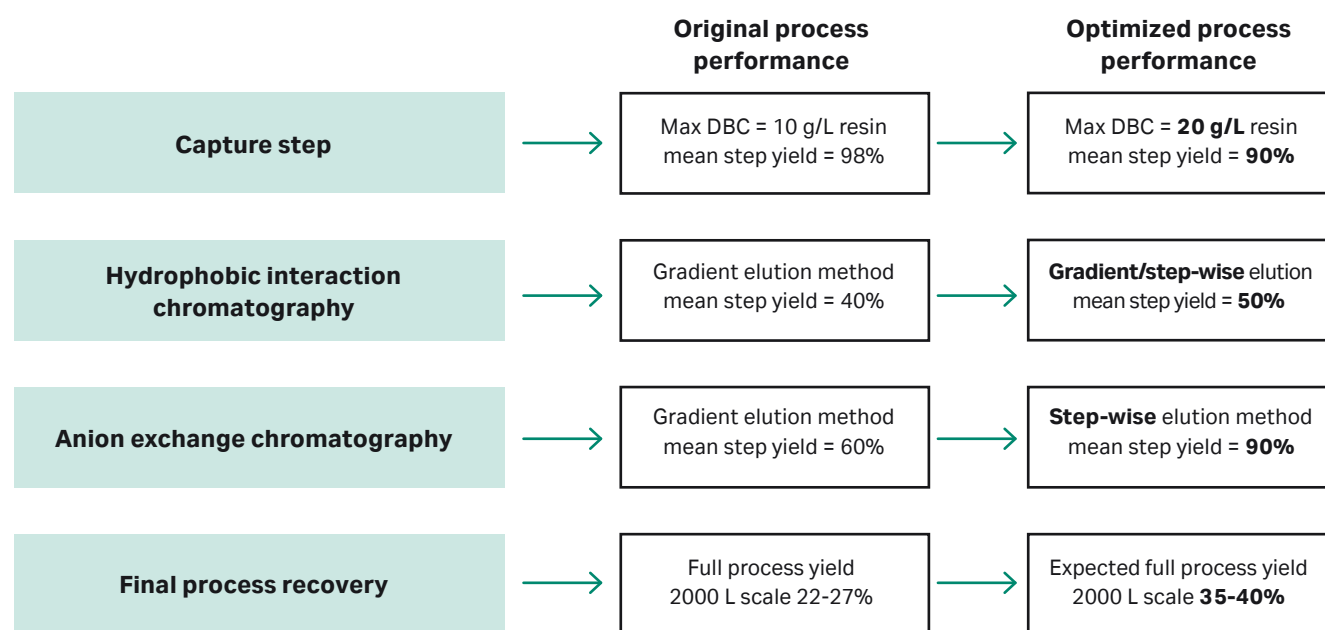 Original process
performance
Optimized process
performance
Capture step
Max DBC = 10 g/L resin
mean step yield = 98%
Max DBC = 20 g/L resin
mean step yield = 90%
Hydrophobic interaction
chromatography
Gradient elution method
mean step yield = 40%
Gradient/step-wise elution
mean step yield = 50%
Anion exchange chromatography
Gradient elution method
mean step yield = 60%
Step-wise elution method
mean step yield = 90%
Final process recovery
Full process yield
2000 L scale 22-27%
Expected full process yield
2000 L scale 35-40%